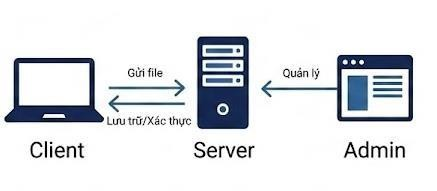 Gửi file
Quản lý
Lưu trữ/Xác thực
Client
Server
Admin